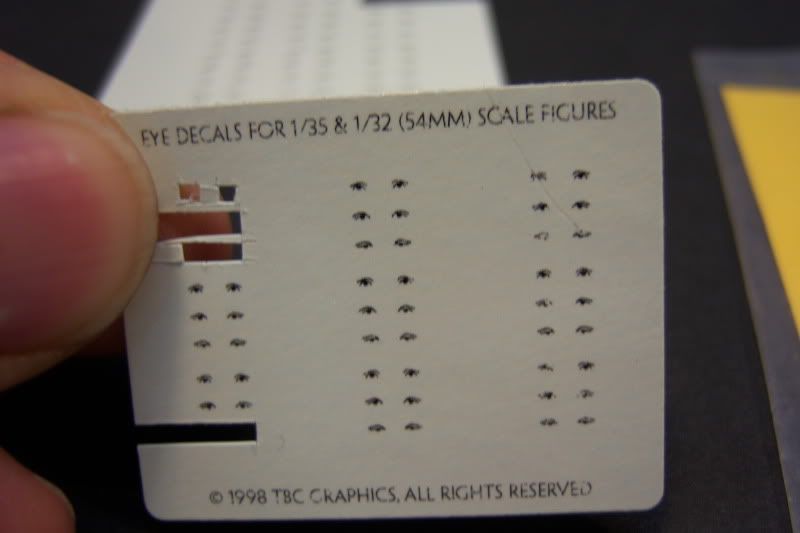 EYE DECALS FOR 1/35 & 1/32 (54MM) SCALE FIGURES
© 1998 TBC GRAPHICS, ALL RIGHTS RESERVED